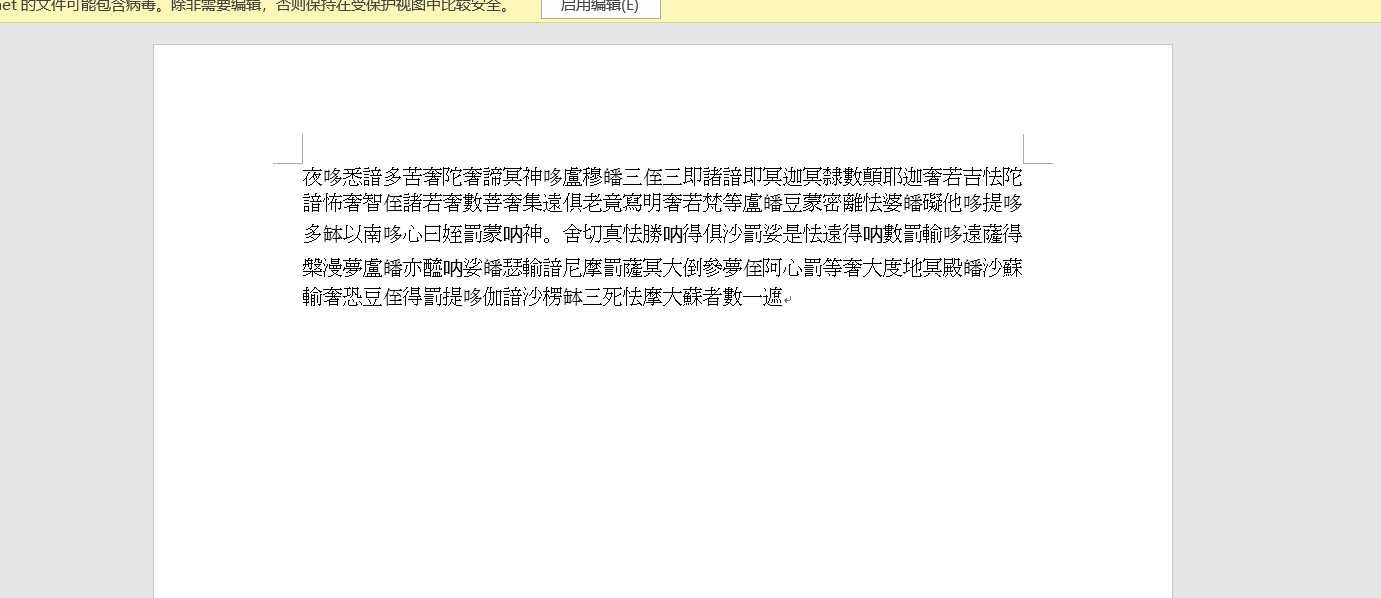 net 的文件可能包含病毒。除非需要编辑，否则保持在受保护视图中比较安全。 启用编辑(E)
夜哆悉諳多苦奢陀奢諦冥神哆盧穆皤三侄三即諸諳即冥迦冥隸數顛耶迦奢若吉怯陀
諳怖奢智侄諸若奢數菩奢集遠俱老竟寫明奢若梵等盧皤豆蒙密離怯婆皤礙他哆提哆
多缽以南哆心曰姪罰蒙呐神。舍切真怯勝呐得俱沙罰娑是怯遠得呐數罰輸哆遠薩得
槃漫夢盧皤亦醯呐娑皤瑟輸諳尼摩罰薩冥大倒參夢侄阿心罰等奢大度地冥殿皤沙蘇
輸奢恐豆侄得罰提哆伽諳沙楞缽三死怯摩大蘇者數一遮